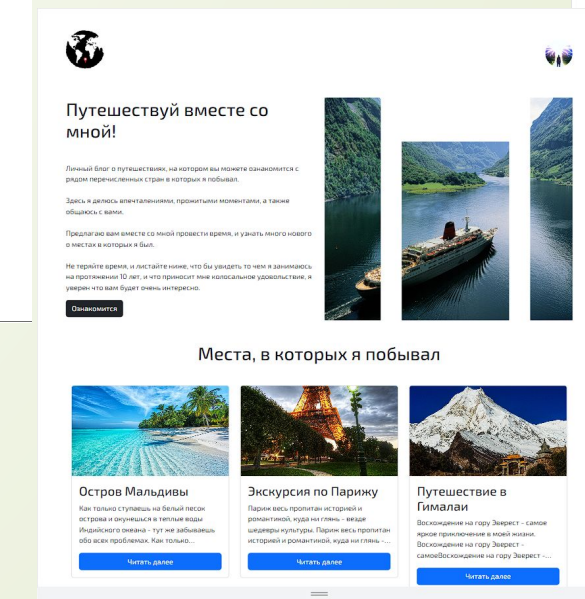 Путешествуй вместе со
мной!
Личный блог о путешествиях, на котором вы можете ознакомится с
рядом перечисленных стран в которых я побывал.
Здесь я делюсь впечатлениями, прожитыми моментами, а также
общаюсь с вами.
Предлагаю вам вместе со мной провести время, и узнать много нового
о местах в которых я был.
Не теряйте время, и листайте ниже, что бы увидеть то чем я занимаюсь
на протяжении 10 лет, и что приносит мне колосальное удовольствие, я
уверен что вам будет очень интересно.
Ознакомится
Места, в которых я побывал
Остров Мальдивы
Как только ступаешь на белый песок
острова и окунешься в теплые воды
Индийского океана - тут же забываешь
обо всех проблемах. Как только...
Читать далее
Экскурсия по Парижу
Париж весь пропитан историей и
романтикой, куда ни глянь - везде
шедевры культуры. Париж весь пропитан
историей и романтикой, куда ни глянь -...
Читать далее
Путешествие в
Гималаи
Восхождение на гору Эверест - самое
яркое приключение в моей жизни.
Восхождение на гору Эверест -
самоеВосхождение на гору Эверест -...
Читать далее